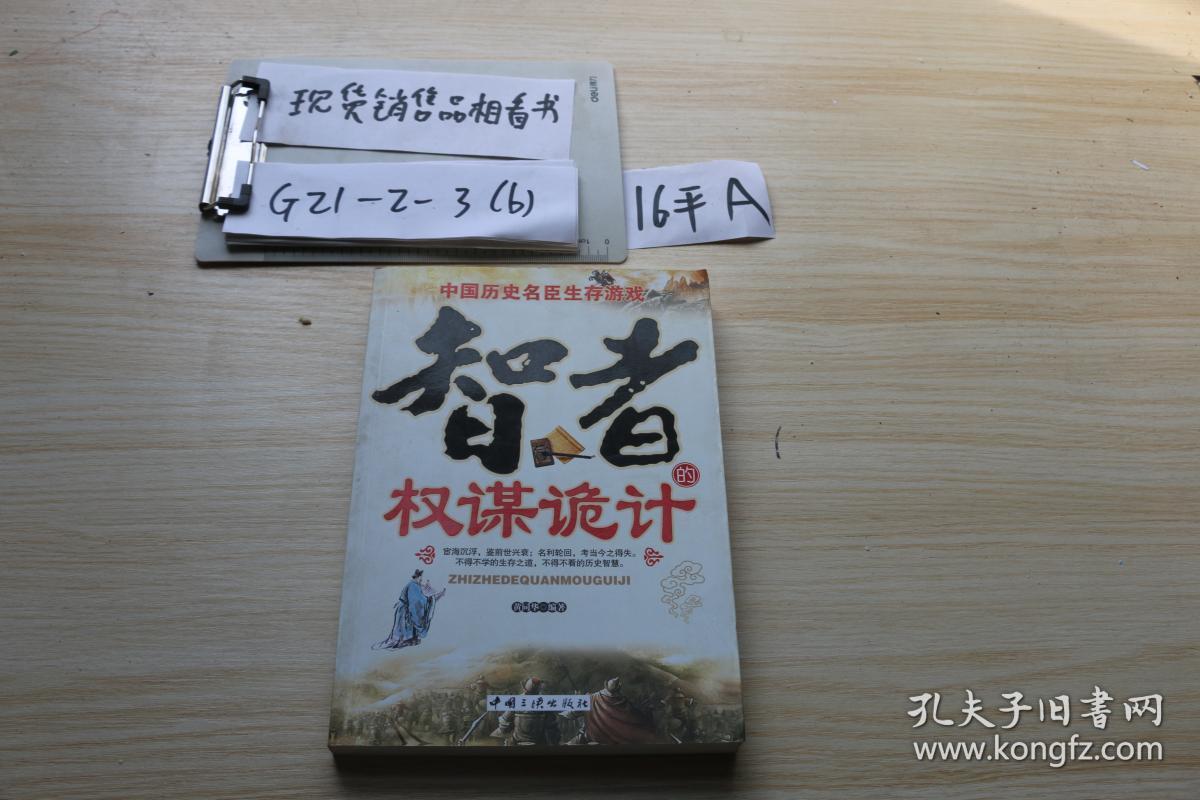 现货销售品相看书
deli
G21-2-3(6)
16平A
中国历史名臣生存游戏
智者
的
权谋诡计
宦海沉浮，鉴前世兴衰；名利轮回，考当今之得失。
不得不学的生存之道，不得不看的历史智慧。
ZHIZHEDEQUANMOUGUIJI
编著
中国三峡出版社
孔夫子旧书网
www.kongfz.com